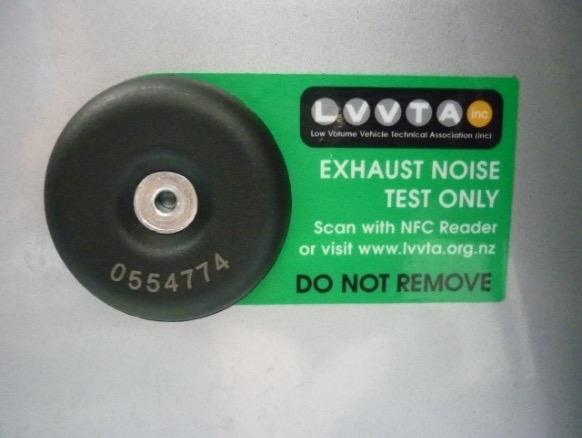 LVVTA inc
Low Volume Vehicle Technical Association (Inc)
EXHAUST NOISE
TEST ONLY
Scan with NFC Reader
or visit www.lvvta.org.nz
DO NOT REMOVE
0554774